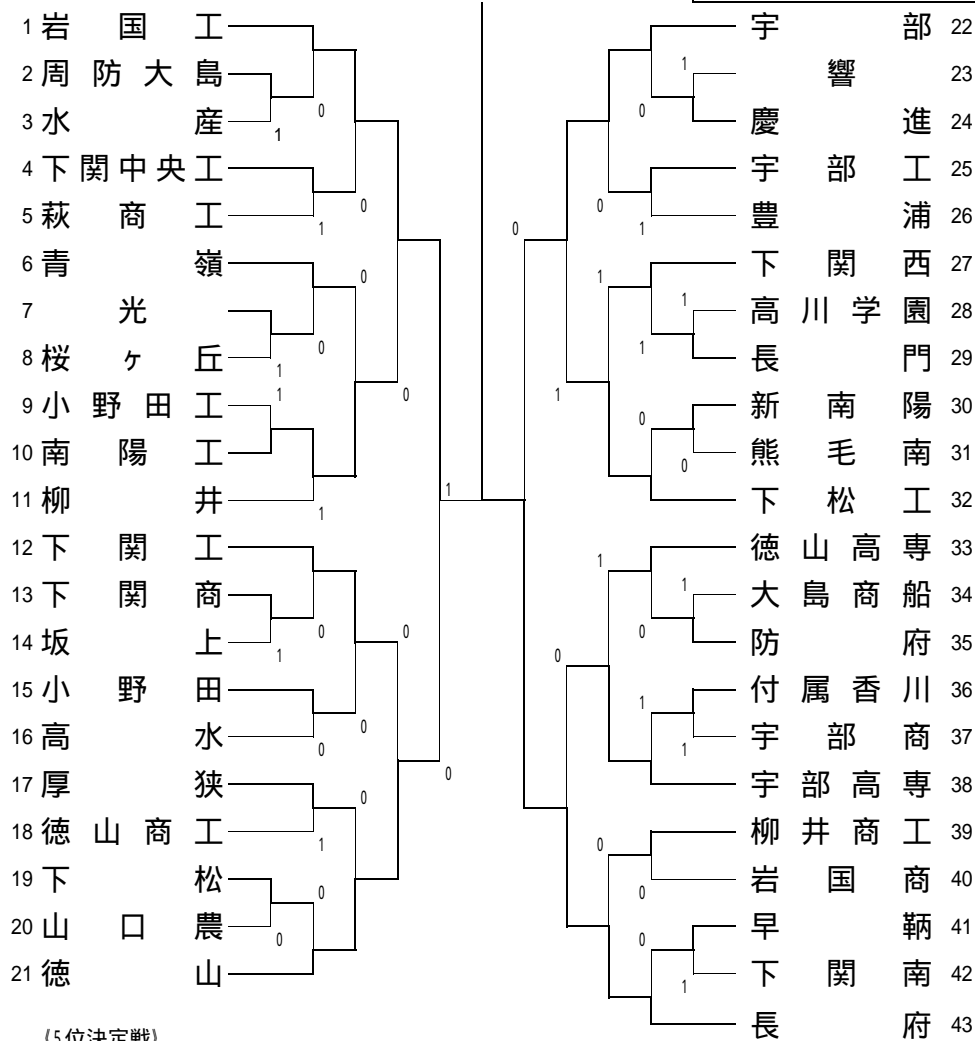 1 岩国工
2 周防大島
3 水産
4 下関中央工
5 萩商工
6 青嶺
7 光
8 桜ヶ丘
9 小野田工
10 南陽工
11 柳井
12 下関工
13 下関商
14 坂上
15 小野田
16 高水
17 厚狭
18 徳山商工
19 下松
20 山口農
21 徳山
0
1
0
1
0
0
1
1
0
1
1
0
1
0
0
0
0
1
0
0
0
宇部 22
響 23
慶進 24
宇部工 25
豊浦 26
下関西 27
高川学園 28
長門 29
新南陽 30
熊毛南 31
下松工 32
徳山高専 33
大島商船 34
防府 35
付属香川 36
宇部商 37
宇部高専 38
柳井商工 39
岩国商 40
早鞆 41
下関南 42
長府 43
1
0
0
0
1
1
1
1
1
0
0
1
1
0
0
1
1
0
0
0
1